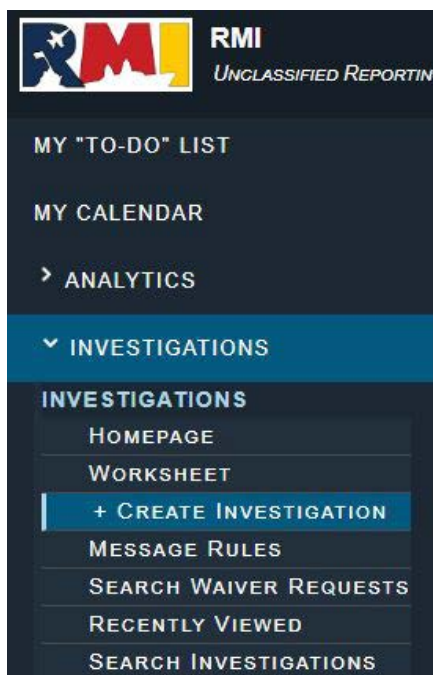 RMI
RMI
UNCLASSIFIED REPORTIN
MY "TO-DO" LIST
MY CALENDAR
> ANALYTICS
INVESTIGATIONS
INVESTIGATIONS
HOMEPAGE
WORKSHEET
+ CREATE INVESTIGATION
MESSAGE RULES
SEARCH WAIVER REQUESTS
RECENTLY VIEWED
SEARCH INVESTIGATIONS